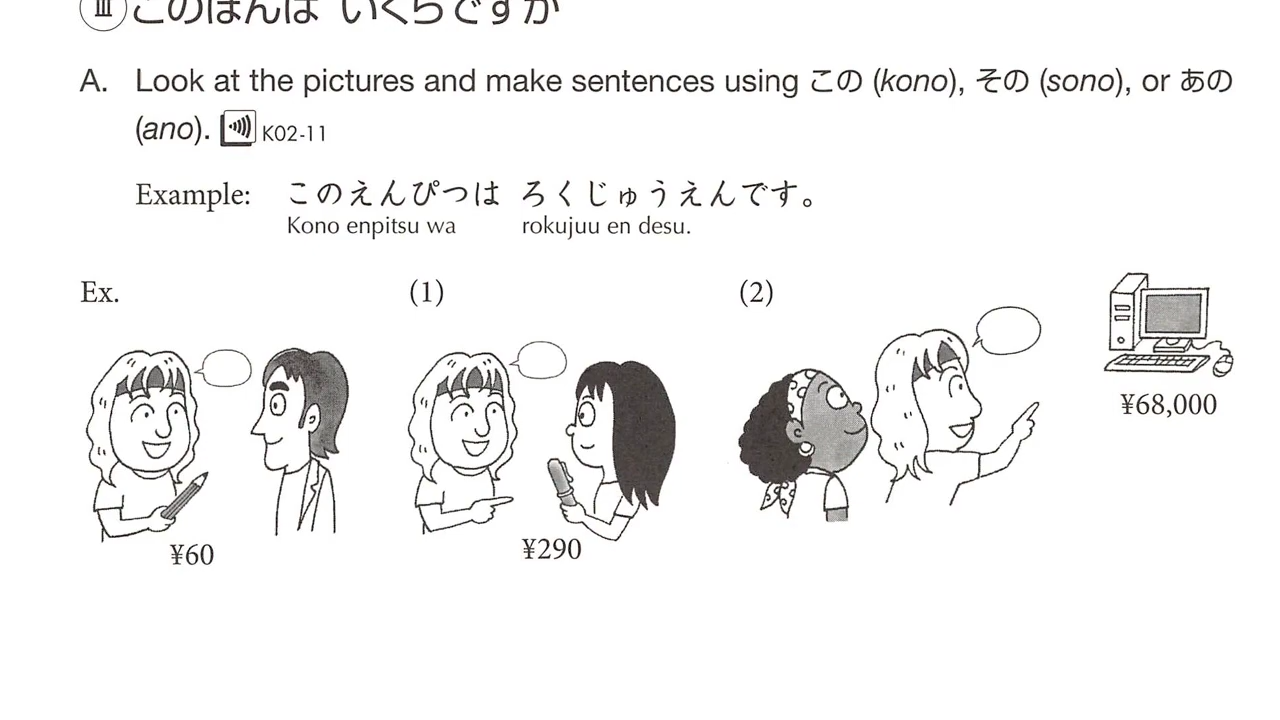 Ⅲ このほんは いくらですか
A. Look at the pictures and make sentences using この (kono), その (sono), or あの
(ano). K02-11
Example: このえんぴつは ろくじゅうえんです。
Kono enpitsu wa rokujuu en desu.
Ex. (1) (2)
¥68,000
¥60 ¥290